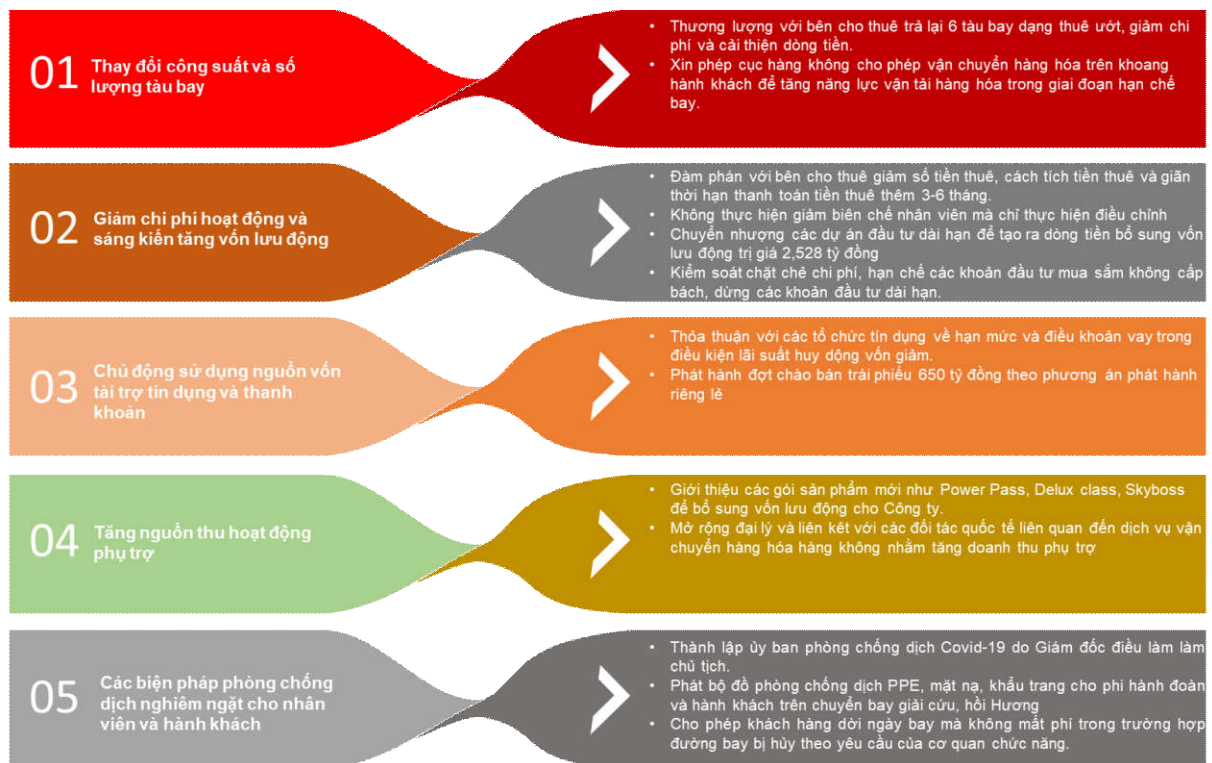 01
Thay đổi công suất và số
lượng tàu bay
• Thương lượng với bên cho thuê trả lại 6 tàu bay dạng thuê ướt, giảm chi
phí và cải thiện dòng tiền.
• Xin phép cục hàng không cho phép vận chuyển hàng hóa trên khoang
hành khách để tăng năng lực vận tải hàng hóa trong giai đoạn hạn chế
bay.
02
Giảm chi phí hoạt động và
sáng kiến tăng vốn lưu động
• Đàm phán với bên cho thuê giảm số tiền thuê, cách tích tiền thuê và giãn
thời hạn thanh toán tiền thuê thêm 3-6 tháng.
• Không thực hiện giảm biên chế nhân viên mà chỉ thực hiện điều chỉnh
• Chuyển nhượng các dự án đầu tư dài hạn để tạo ra dòng tiền bổ sung vốn
lưu động trị giá 2,528 tỷ đồng
• Kiểm soát chặt chẽ chi phí, hạn chế các khoản đầu tư mua sắm không cấp
bách, dừng các khoản đầu tư dài hạn.
03
Chủ động sử dụng nguồn vốn
tài trợ tín dụng và thanh
khoản
• Thỏa thuận với các tổ chức tín dụng về hạn mức và điều khoản vay trong
điều kiện lãi suất huy dộng vốn giảm.
• Phát hành đợt chào bán trái phiếu 650 tỷ đồng theo phương án phát hành
riêng lẻ
04
Tăng nguồn thu hoạt động
phụ trợ
• Giới thiệu các gói sản phẩm mới như Power Pass, Delux class, Skyboss
để bổ sung vốn lưu động cho Công ty.
• Mở rộng đại lý và liên kêt với các đối tác quốc tế liên quan đến dịch vụ vận
chuyển hàng hóa hàng không nhằm tăng doanh thu phụ trợ
05
Các biện pháp phòng chống
dịch nghiêm ngặt cho nhân
viên và hành khách
• Thành lập ủy ban phòng chống dịch Covid-19 do Giám đốc điều làm làm
chủ tịch.
• Phát bộ đồ phòng chống dịch PPE, mặt nạ, khẩu trang cho phi hành đoàn
và hành khách trên chuyến bay giải cứu, hồi Hương
• Cho phép khách hàng dời ngày bay mà không mất phí trong trường hợp
đường bay bị hủy theo yêu cầu của cơ quan chức năng.